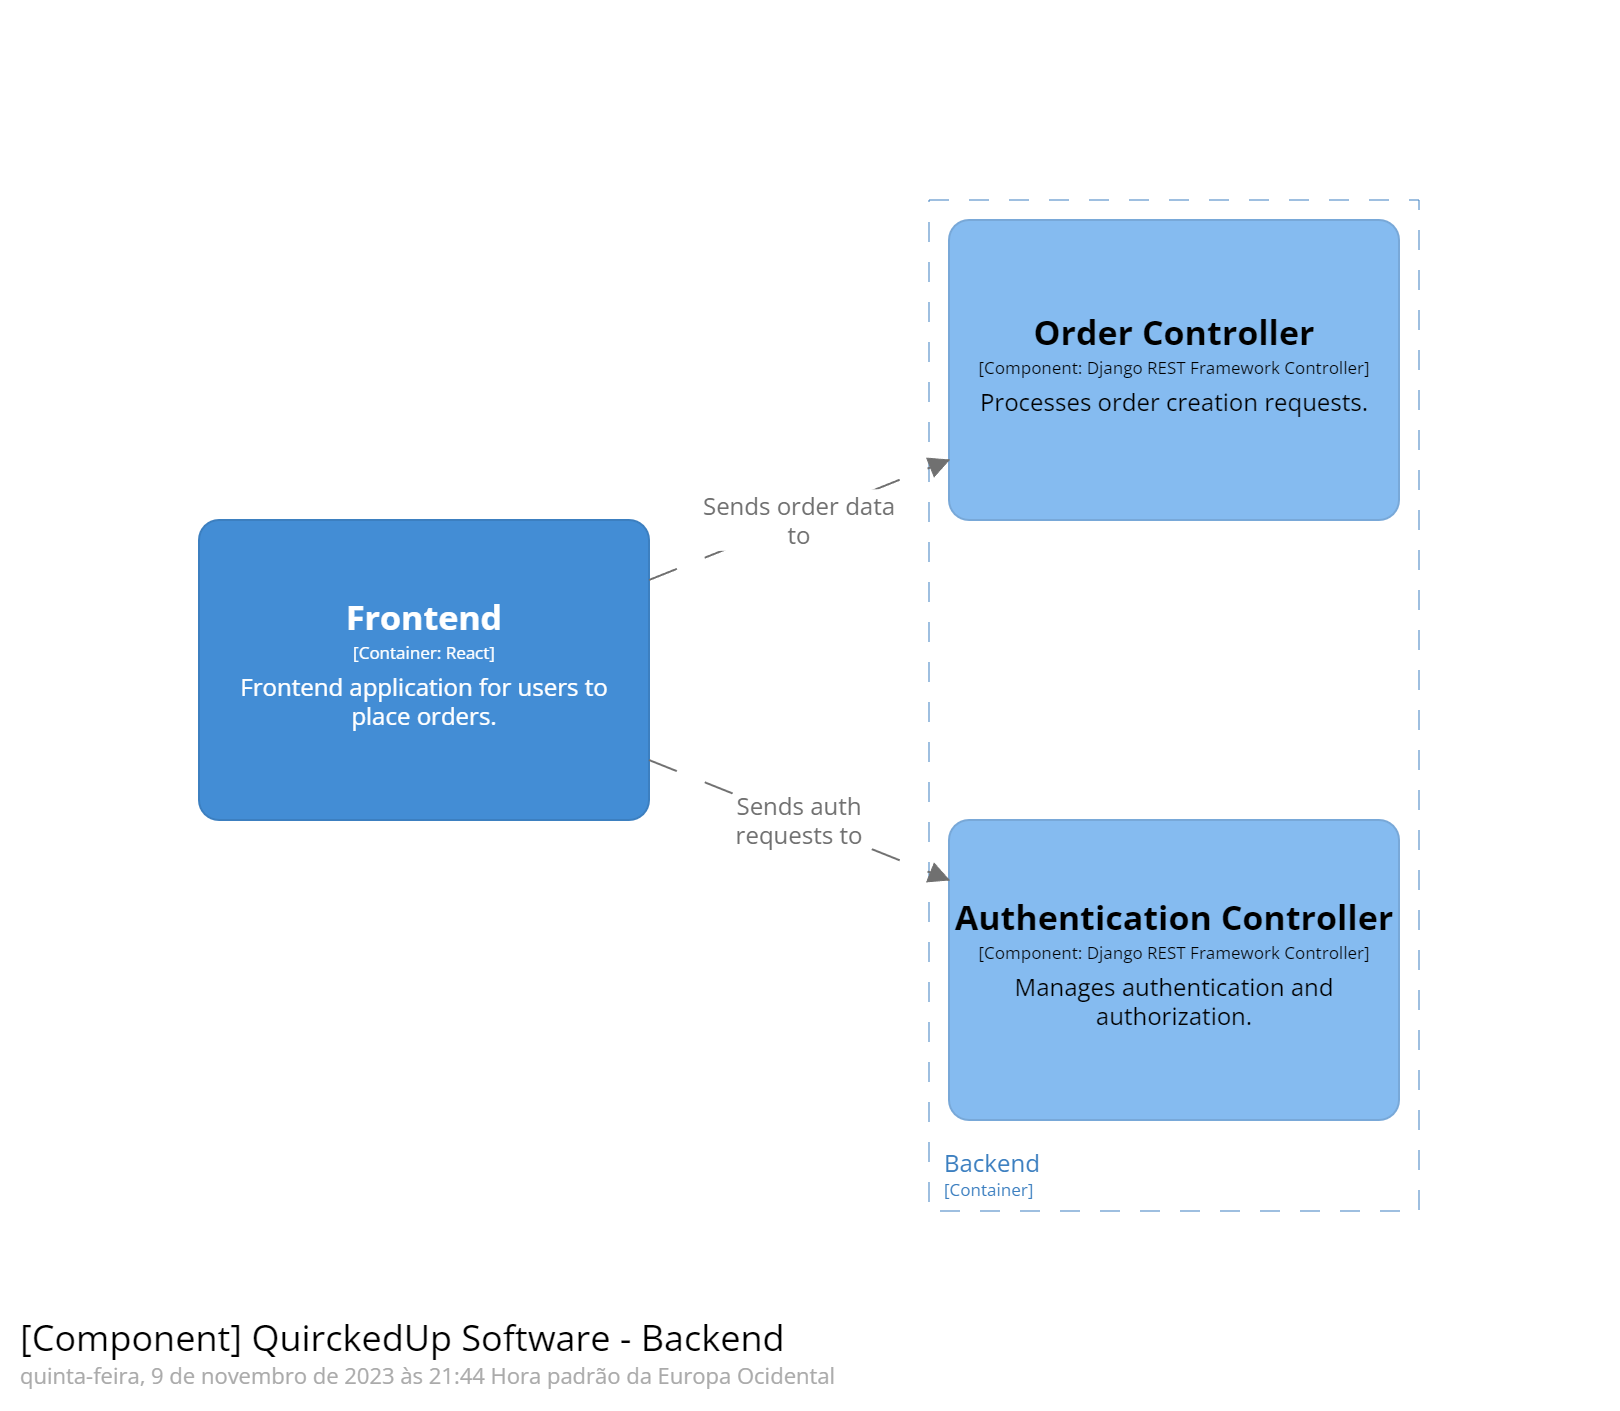 Order Controller
[Component: Django REST Framework Controller]
Processes order creation requests.
Sends order data
to
Frontend
[Container: React]
Frontend application for users to
place orders.
Sends auth
requests to
Authentication Controller
[Component: Django REST Framework Controller]
Manages authentication and
authorization.
Backend
[Container]
[Component] QuirckedUp Software - Backend
quinta-feira, 9 de novembro de 2023 às 21:44 Hora padrão da Europa Ocidental